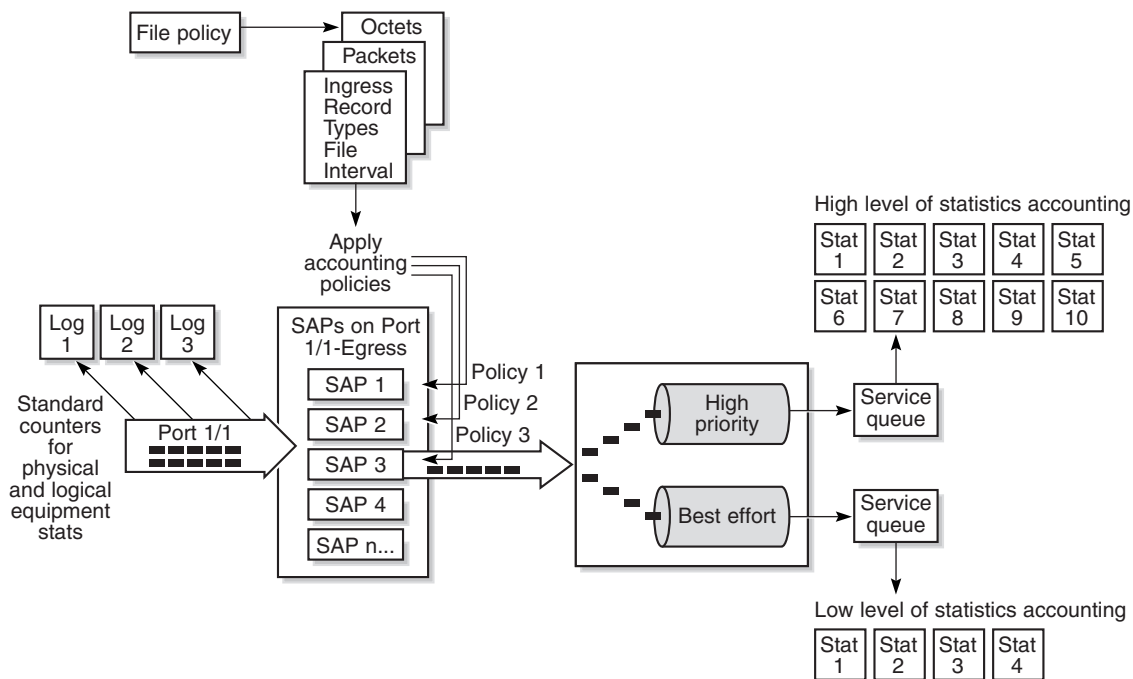 File policy
Octets
Packets
Ingress
Record
Types
File
Interval
Apply
accounting
policies
High level of statistics accounting
Stat
1
Stat
2
Stat
3
Stat
4
Stat
5
Stat
6
Stat
7
Stat
8
Stat
9
Stat
10
Log
1
Log
2
Log
3
Standard
counters
for
physical
and logical
equipment
stats
Port 1/1
SAPs on Port
1/1-Egress
SAP 1
SAP 2
SAP 3
SAP 4
SAP n...
Policy 1
Policy 2
Policy 3
High
priority
Best effort
Service
queue
Service
queue
Low level of statistics accounting
Stat
1
Stat
2
Stat
3
Stat
4